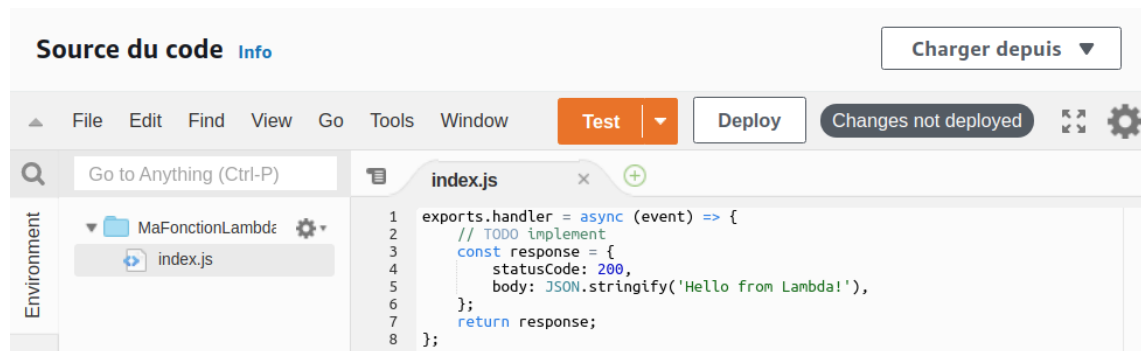 Source du code Info
Charger depuis
File Edit Find View Go Tools Window Test Deploy Changes not deployed
Go to Anything (Ctrl-P)
index.js
Environment
MaFonctionLambda
index.js
1 exports.handler = async (event) => {
2     // TODO implement
3     const response = {
4         statusCode: 200,
5         body: JSON.stringify('Hello from Lambda!'),
6     };
7     return response;
8 };